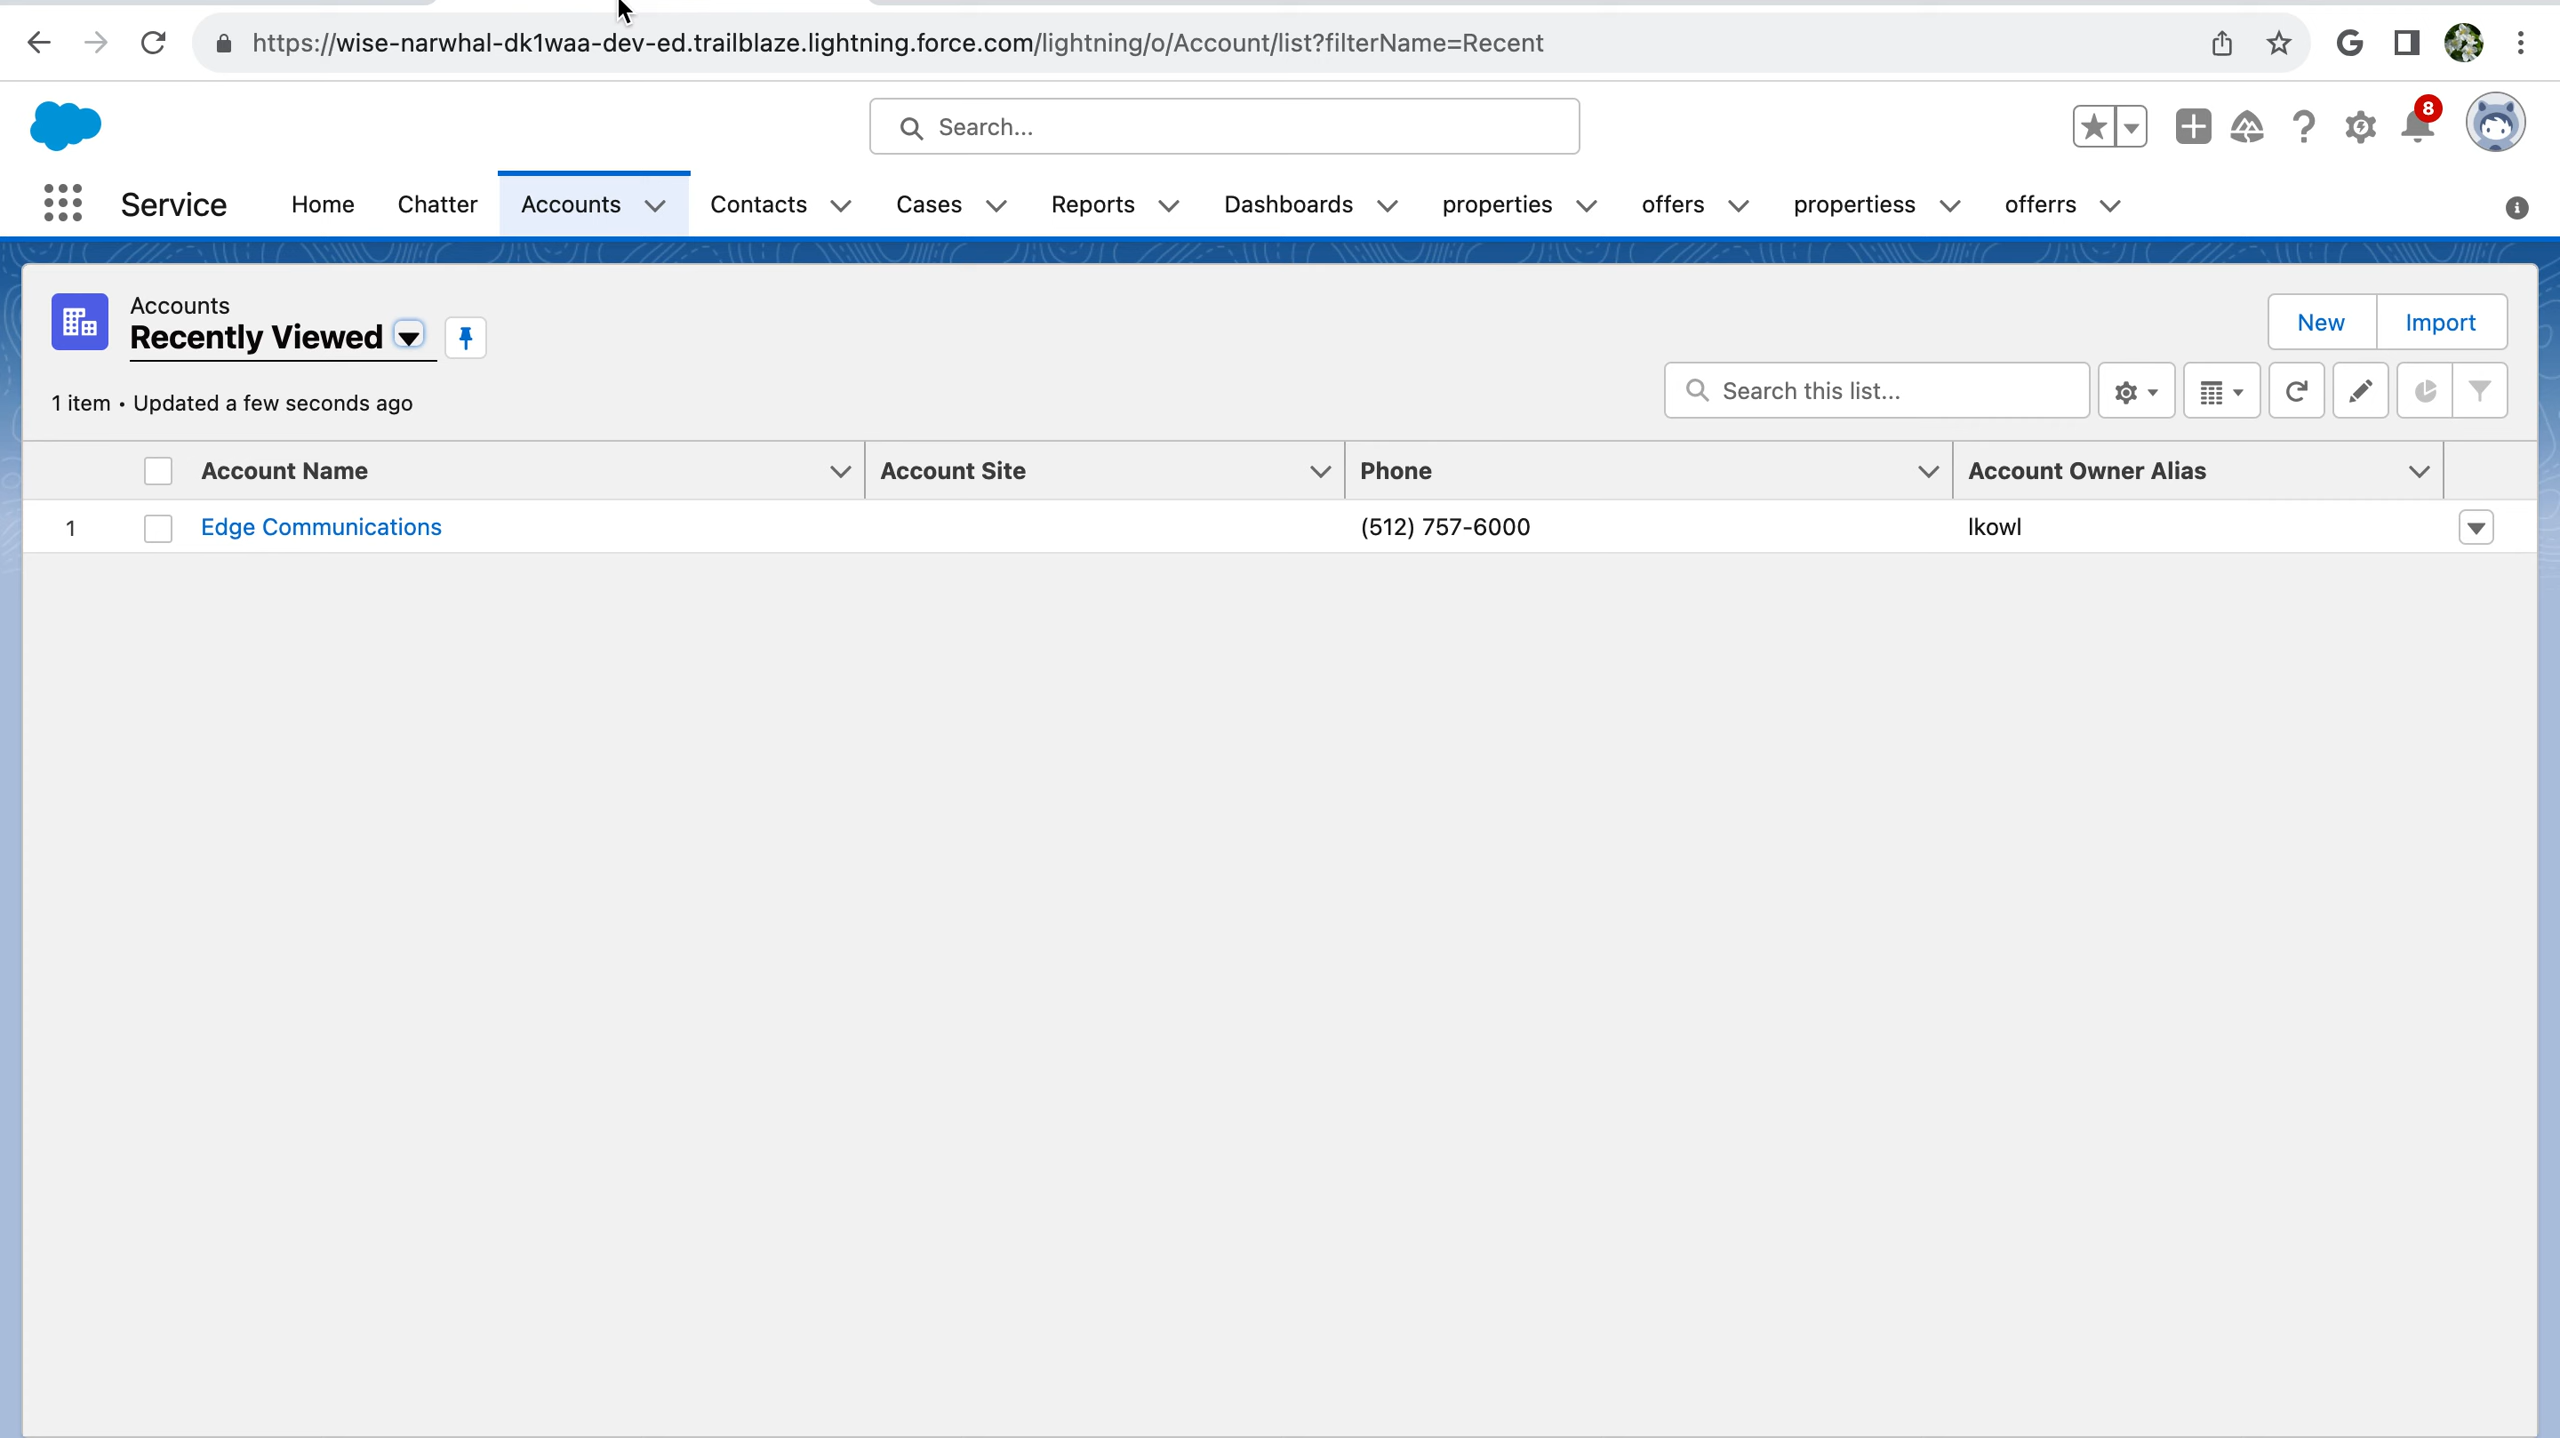 https://wise-narwhal-dk1waa-dev-ed.trailblaze.lightning.force.com/lightning/o/Account/list?filterName=Recent
Search...
8
Service Home Chatter Accounts Contacts Cases Reports Dashboards properties offers propertiess offerrs
Accounts
Recently Viewed
New Import
1 item • Updated a few seconds ago
Search this list...
Account Name Account Site Phone Account Owner Alias
1 Edge Communications (512) 757-6000 lkowl